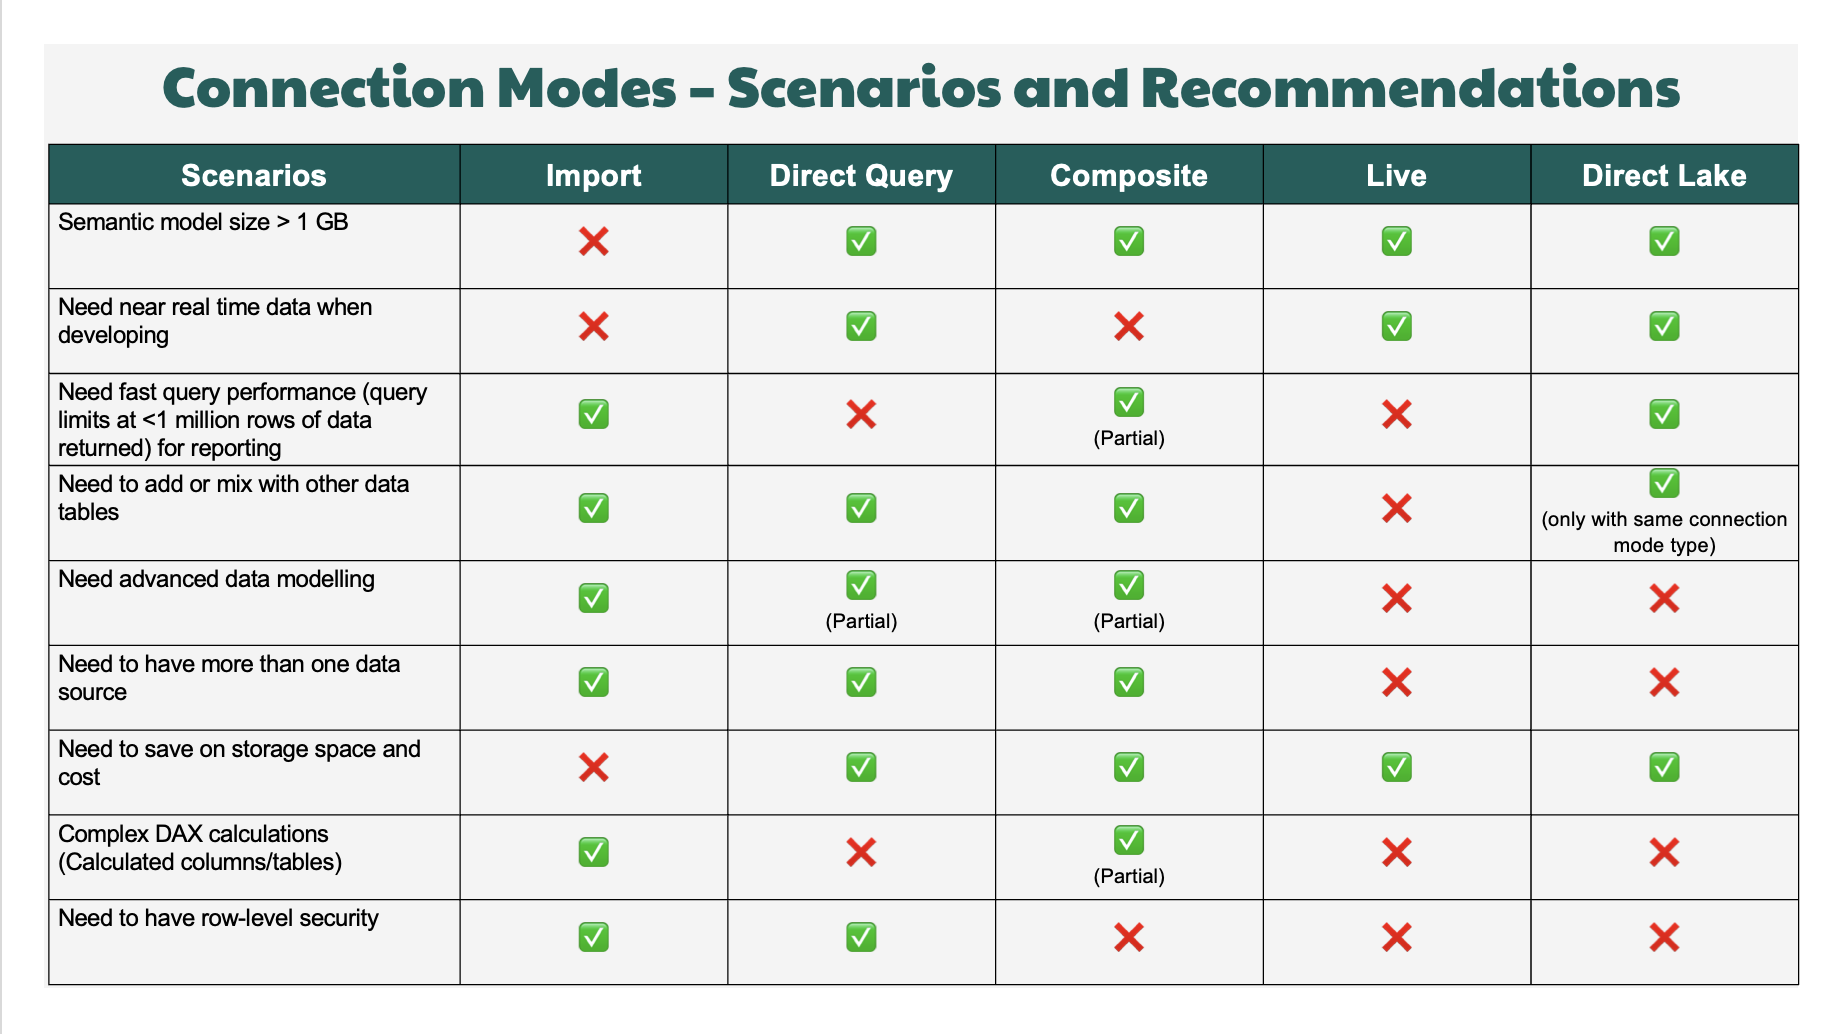 Connection Modes – Scenarios and Recommendations
Scenarios Import Direct Query Composite Live Direct Lake
Semantic model size > 1 GB ❌ ✅ ✅ ✅ ✅
Need near real time data when
developing ❌ ✅ ❌ ✅ ✅
Need fast query performance (query
limits at <1 million rows of data
returned) for reporting ✅ ❌ ✅ ❌ ✅
(Partial)
Need to add or mix with other data
tables ✅ ✅ ✅ ❌ ✅
(only with same connection
mode type)
Need advanced data modelling ✅ ✅ ✅ ❌ ❌
(Partial) (Partial)
Need to have more than one data
source ✅ ✅ ✅ ❌ ❌
Need to save on storage space and
cost ❌ ✅ ✅ ✅ ✅
Complex DAX calculations
(Calculated columns/tables) ✅ ❌ ✅ ❌ ❌
(Partial)
Need to have row-level security ✅ ✅ ❌ ❌ ❌